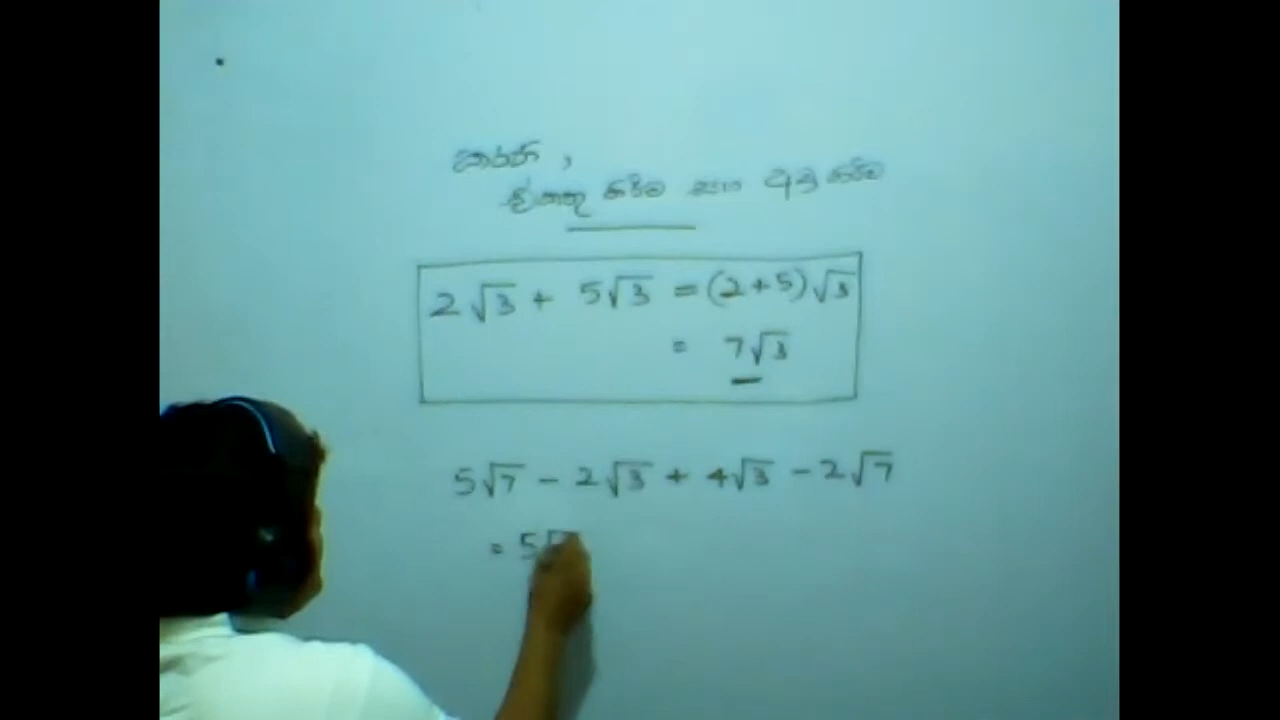 කරණි,
එකතු කිරීම සහ අඩු කිරීම
2√3 + 5√3 = (2+5)√3
= 7√3
5√7 − 2√3 + 4√3 − 2√7
= 5√